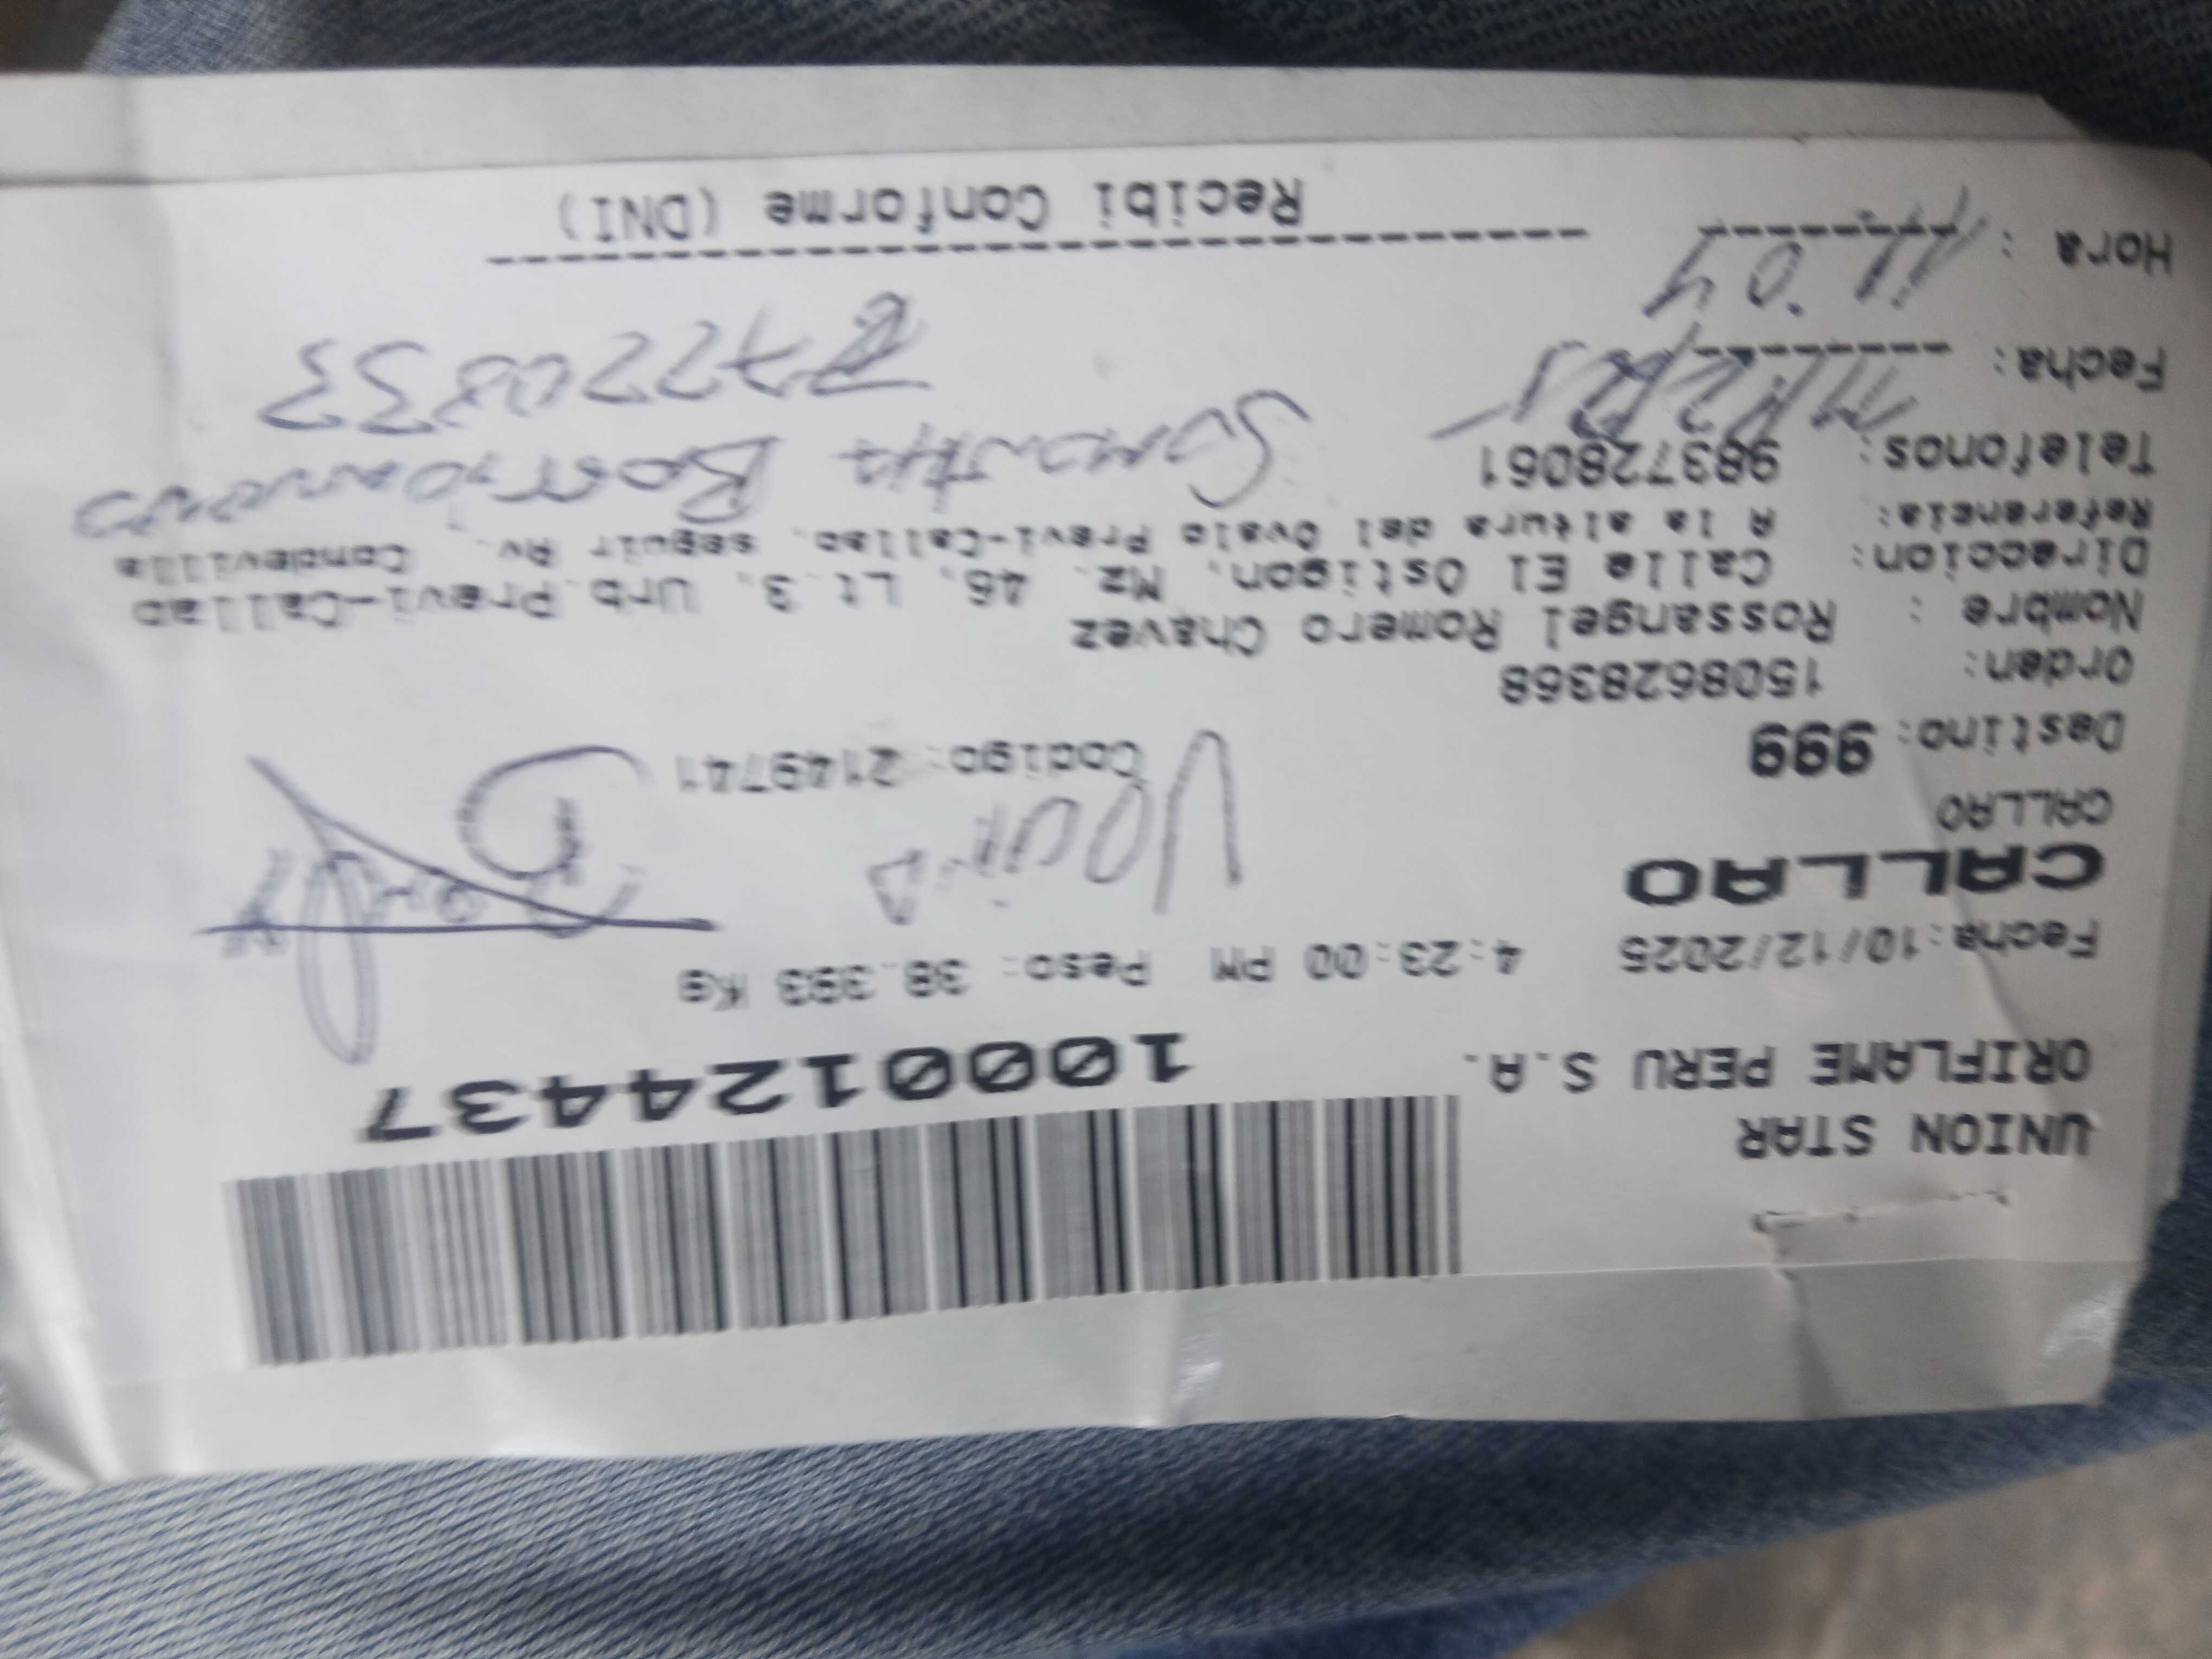 UNION STAR
ORIFLAME PERU S.A.
1000124437
Fecha:10/12/2025 4:23:00 PM Peso: 38.393 Kg
CALLAO
CALLAO
Destino: 999 Codigo: 2149741
Orden: 1508628368
Nombre : Rossangel Romero Chavez
Direccion: Calle El Ostigon, Mz. 46, Lt.3, Urb.Previ-Callao
Referencia: A la altura del Ovalo Previ-Callao, seguir Av. Condevilla
Telefonos: 983728061
Samantha
Fecha:
Hora : 11:04
Recibi Conforme (DNI)